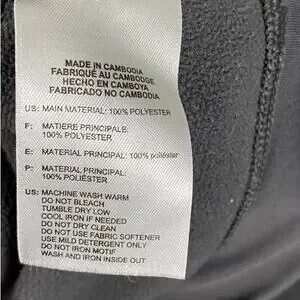 MADE IN CAMBODIA
FABRIQUÉ AU CAMBODGE
HECHO EN CAMBOYA
FABRICADO NO CAMBODIA
US: MAIN MATERIAL: 100% POLYESTER
F: MATIERE PRINCIPALE:
100% POLYESTER
E: MATERIAL PRINCIPAL: 100% poliéster
P: MATERIAL PRINCIPAL:
100% POLIÉSTER
US: MACHINE WASH WARM
DO NOT BLEACH
TUMBLE DRY LOW
COOL IRON IF NEEDED
DO NOT DRY CLEAN
DO NOT USE FABRIC SOFTENER
USE MILD DETERGENT ONLY
DO NOT IRON MOTIF
WASH AND IRON INSIDE OUT